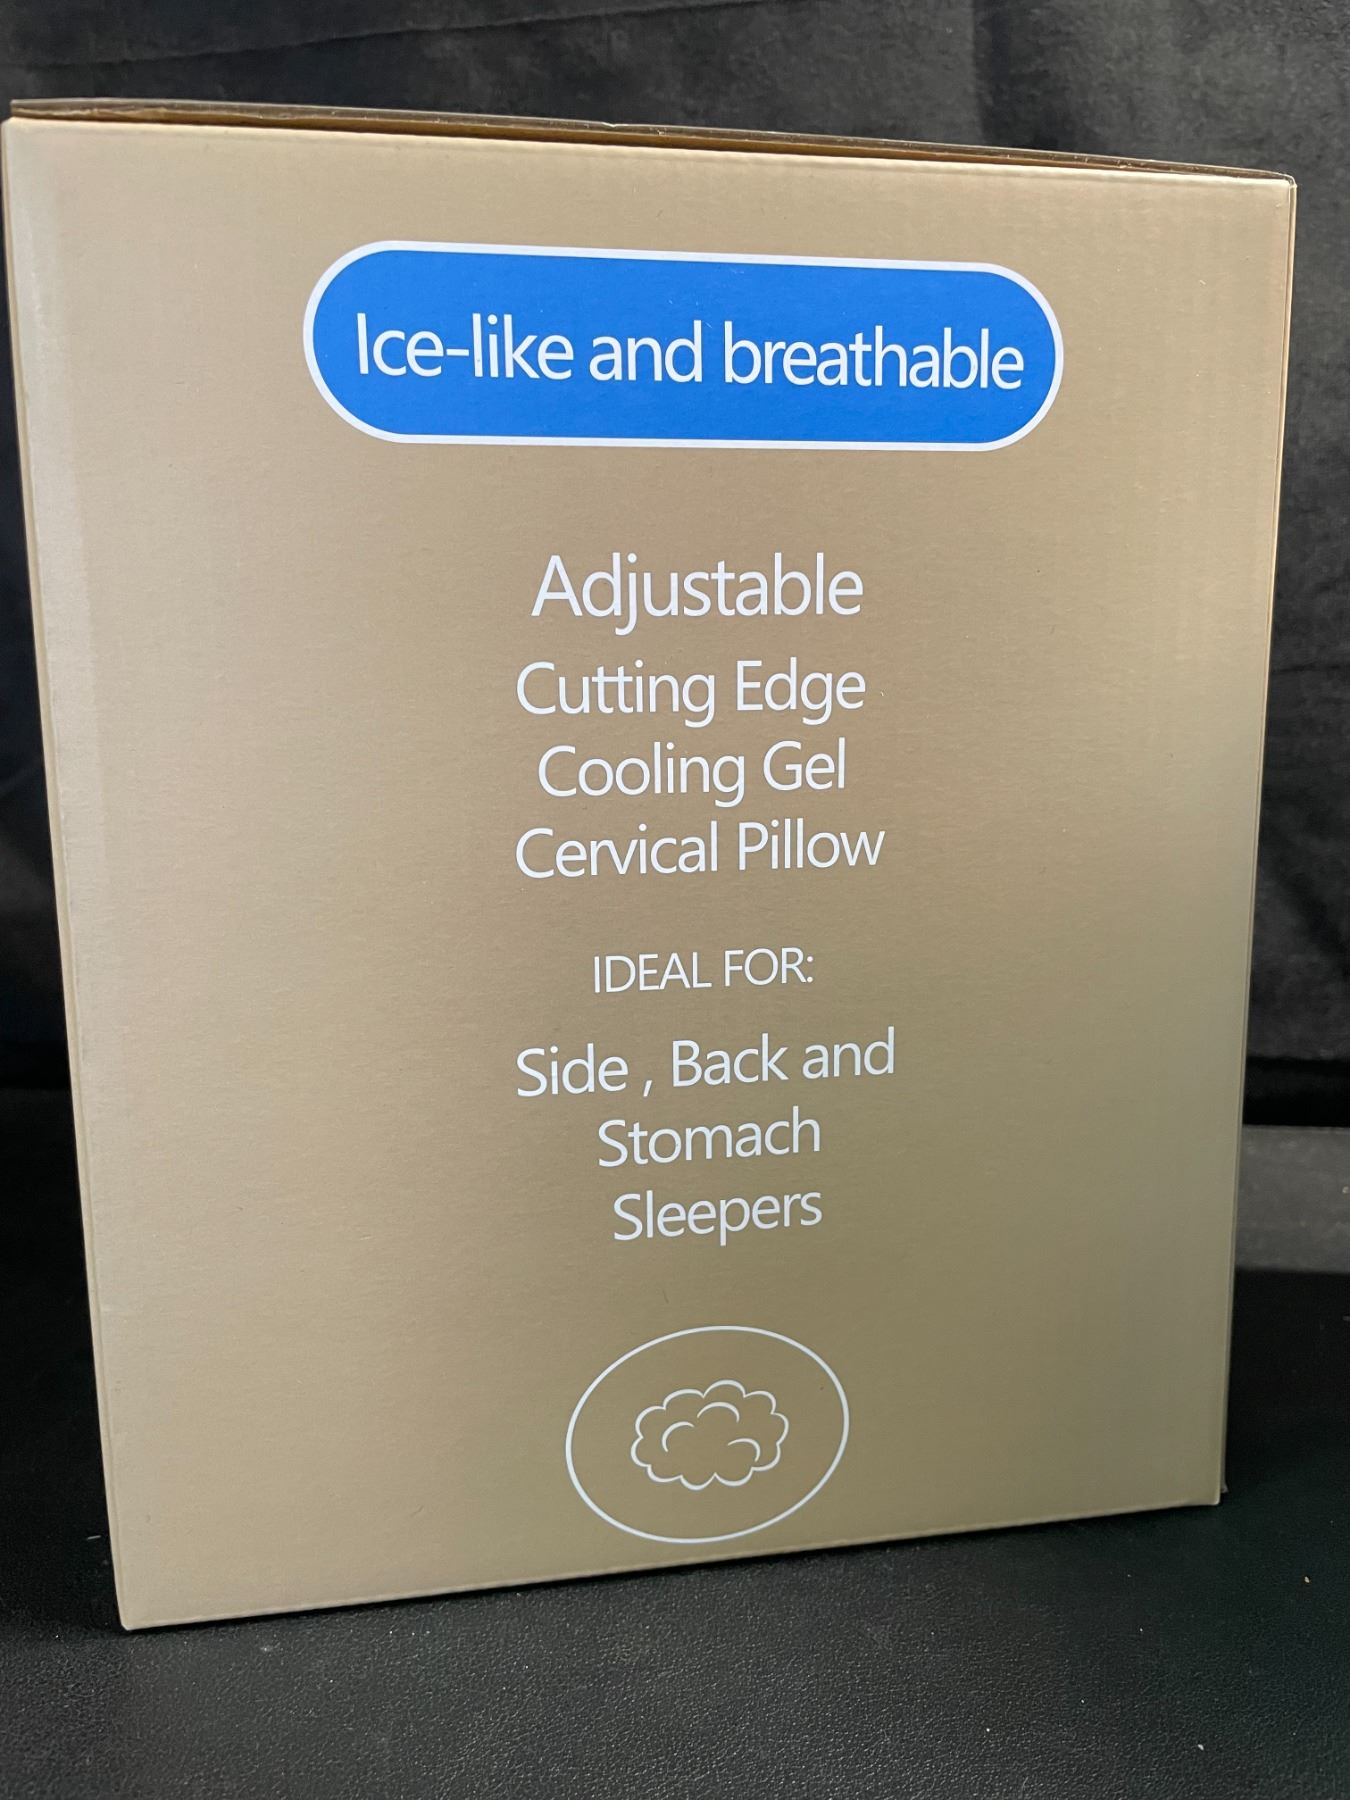 Ice-like and breathable
Adjustable
Cutting Edge
Cooling Gel
Cervical Pillow
IDEAL FOR:
Side , Back and
Stomach
Sleepers